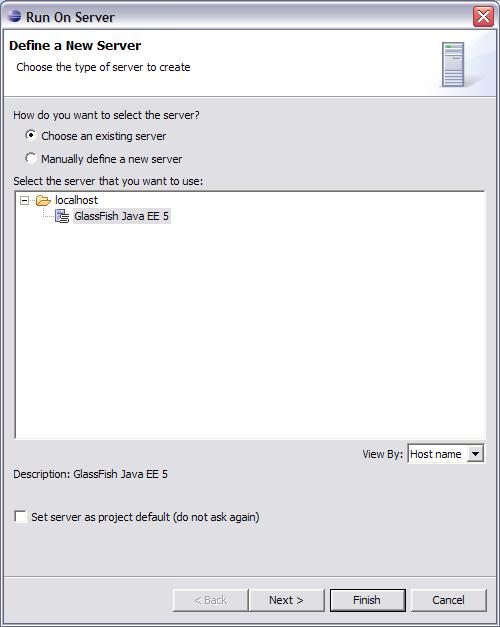 Run On Server
Define a New Server
Choose the type of server to create
How do you want to select the server?
Choose an existing server
Manually define a new server
Select the server that you want to use:
localhost
GlassFish Java EE 5
View By: Host name
Description: GlassFish Java EE 5
Set server as project default (do not ask again)
< Back Next > Finish Cancel